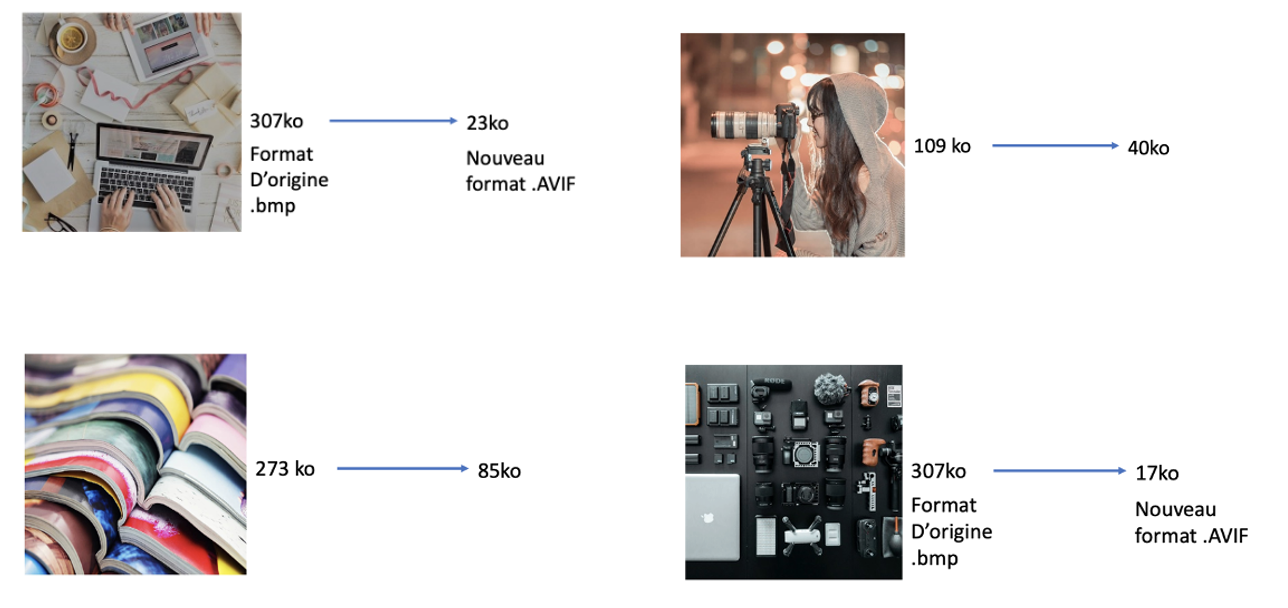 307ko
23ko
Format
D’origine
.bmp
Nouveau
format .AVIF
109 ko
40ko
273 ko
85ko
RODE
307ko
17ko
Format
D’origine
.bmp
Nouveau
format .AVIF